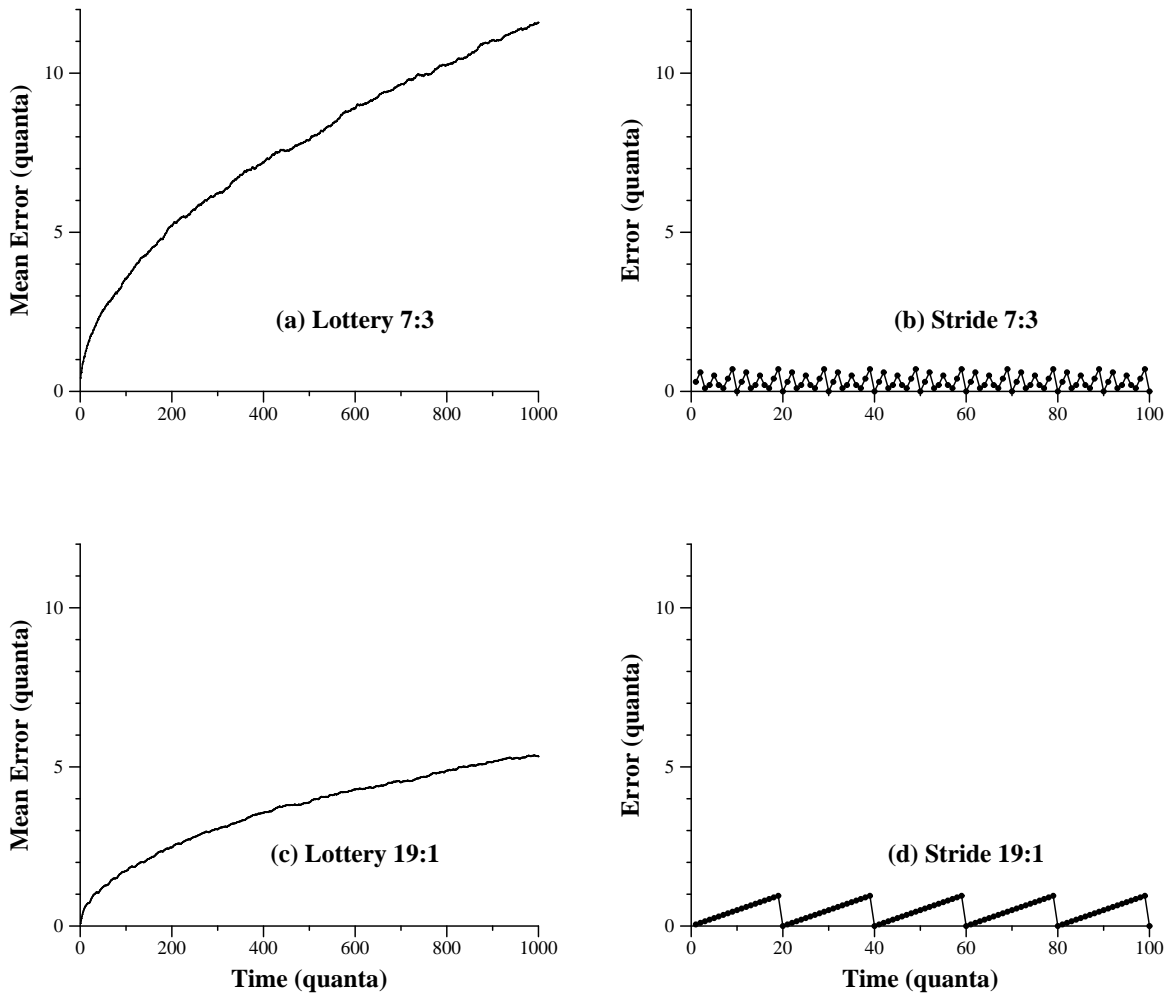 Mean Error (quanta)
10
5
0
0 200 400 600 800 1000
(a) Lottery 7:3
Error (quanta)
10
5
0
0 20 40 60 80 100
(b) Stride 7:3
Mean Error (quanta)
10
5
0
0 200 400 600 800 1000
Time (quanta)
(c) Lottery 19:1
Error (quanta)
10
5
0
0 20 40 60 80 100
Time (quanta)
(d) Stride 19:1